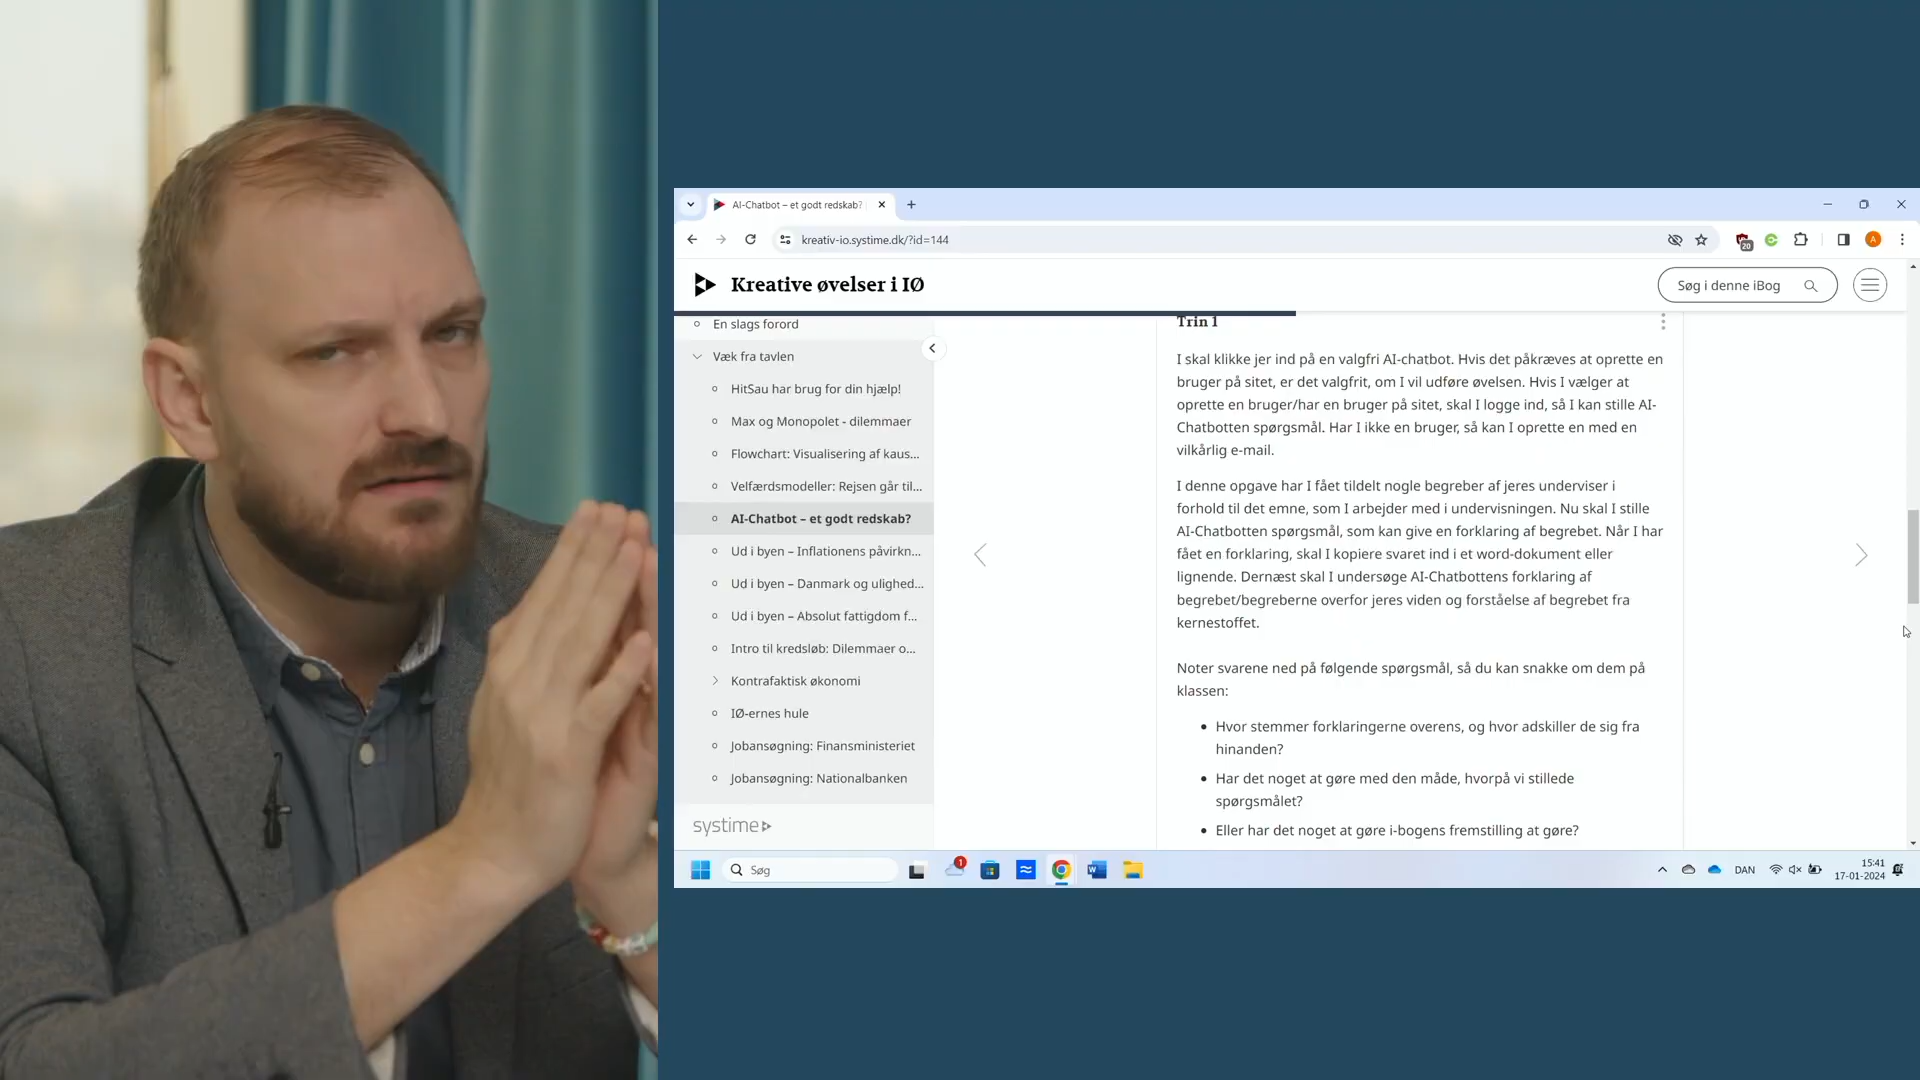 AI-Chatbot – et godt redskab?
kreativ-io.systime.dk/?id=144
20
A
Kreative øvelser i IØ
Søg i denne iBog
En slags forord
Væk fra tavlen
HitSau har brug for din hjælp!
Max og Monopolet - dilemmaer
Flowchart: Visualisering af kaus...
Velfærdsmodeller: Rejsen går til...
AI-Chatbot – et godt redskab?
Ud i byen – Inflationens påvirkn...
Ud i byen – Danmark og ulighed...
Ud i byen – Absolut fattigdom f...
Intro til kredsløb: Dilemmaer o...
Kontrafaktisk økonomi
IØ-ernes hule
Jobansøgning: Finansministeriet
Jobansøgning: Nationalbanken
systime
Trin 1
I skal klikke jer ind på en valgfri AI-chatbot. Hvis det påkræves at oprette en
bruger på sitet, er det valgfrit, om I vil udføre øvelsen. Hvis I vælger at
oprette en bruger/har en bruger på sitet, skal I logge ind, så I kan stille AI-
Chatbotten spørgsmål. Har I ikke en bruger, så kan I oprette en med en
vilkårlig e-mail.
I denne opgave har I fået tildelt nogle begreber af jeres underviser i
forhold til det emne, som I arbejder med i undervisningen. Nu skal I stille
AI-Chatbotten spørgsmål, som kan give en forklaring af begrebet. Når I har
fået en forklaring, skal I kopiere svaret ind i et word-dokument eller
lignende. Dernæst skal I undersøge AI-Chatbottens forklaring af
begrebet/begreberne overfor jeres viden og forståelse af begrebet fra
kernestoffet.
Noter svarene ned på følgende spørgsmål, så du kan snakke om dem på
klassen:
• Hvor stemmer forklaringerne overens, og hvor adskiller de sig fra
hinanden?
• Har det noget at gøre med den måde, hvorpå vi stillede
spørgsmålet?
• Eller har det noget at gøre i-bogens fremstilling at gøre?
Søg
1
DAN
15:41
17-01-2024